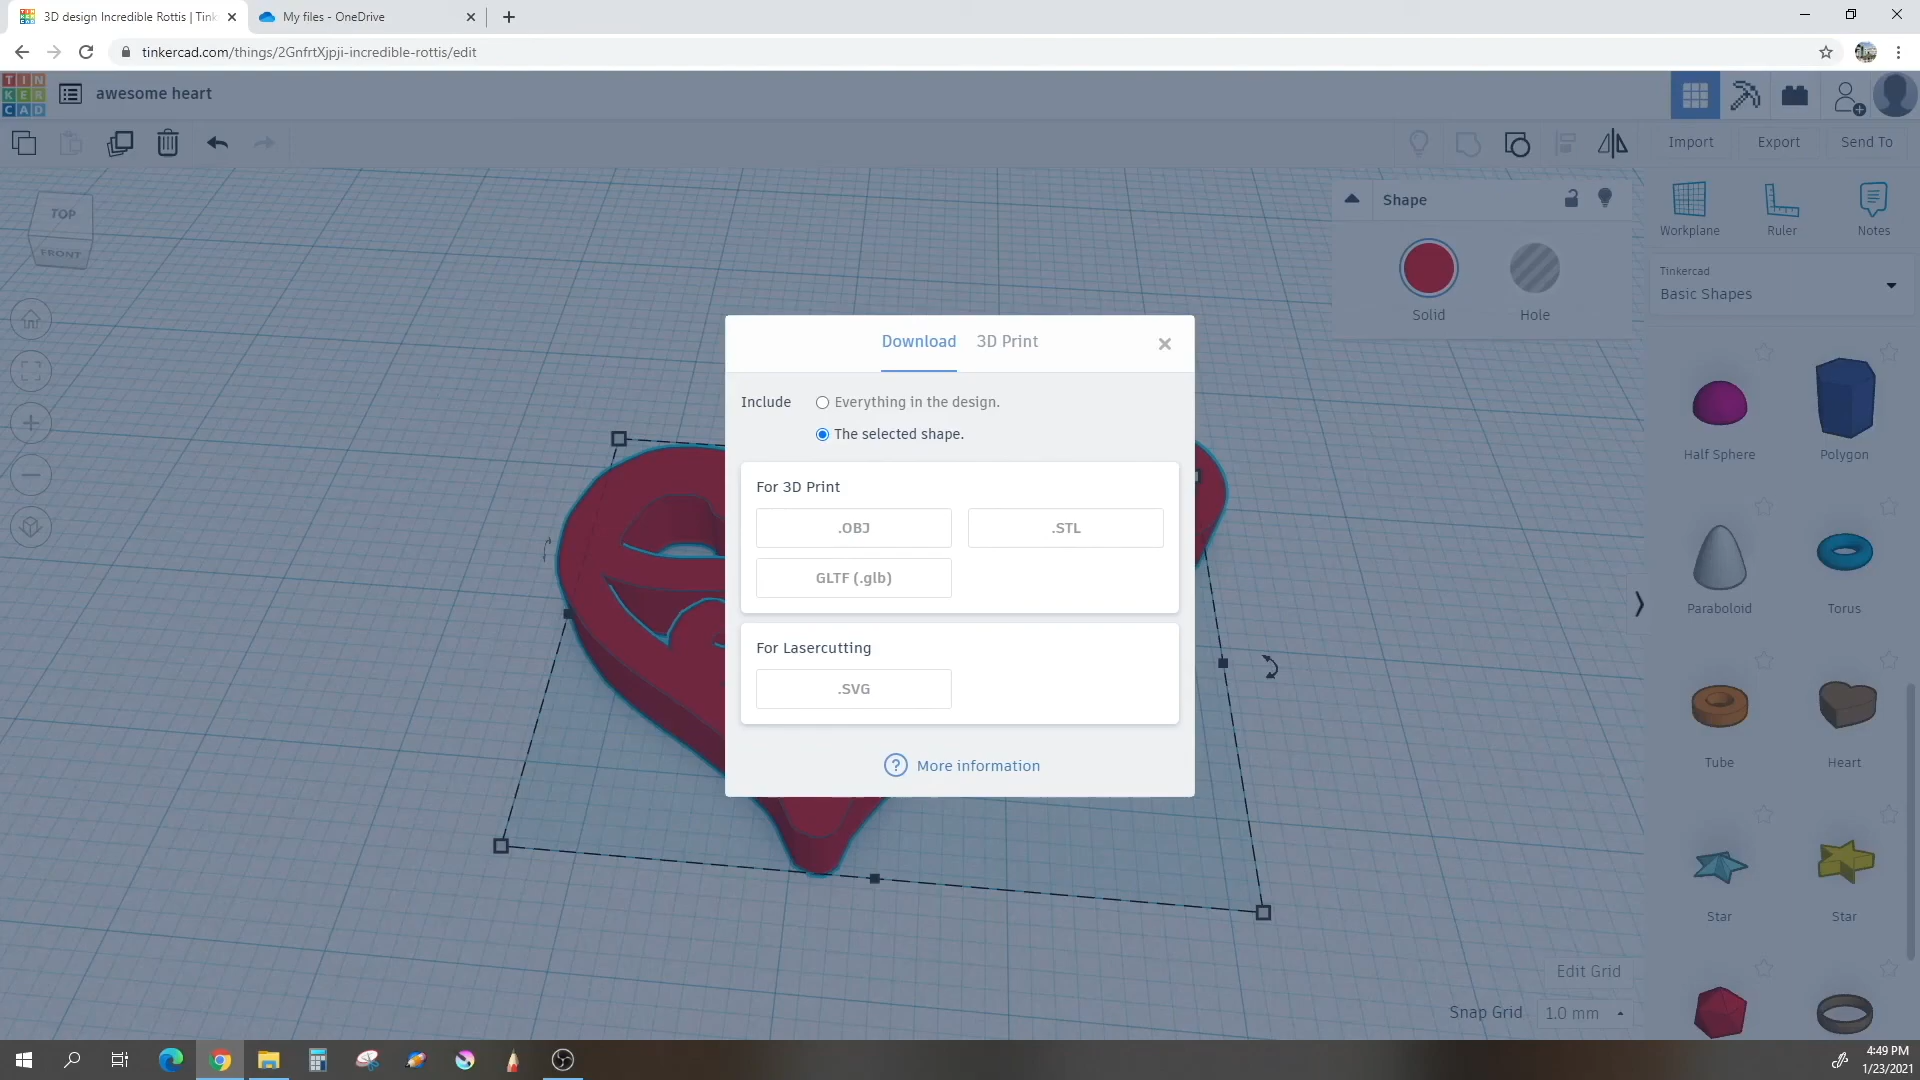 3D design Incredible Rottis | Tink
My files - OneDrive
tinkercad.com/things/2GnfrtXjpji-incredible-rottis/edit
TIN
KER
CAD
awesome heart
Import
Export
Send To
TOP
FRONT
Shape
Solid
Hole
Workplane
Ruler
Notes
Tinkercad
Basic Shapes
Download
3D Print
Include
Everything in the design.
The selected shape.
For 3D Print
.OBJ
.STL
GLTF (.glb)
For Lasercutting
.SVG
? More information
Half Sphere
Polygon
Paraboloid
Torus
Tube
Heart
Star
Star
Edit Grid
Snap Grid
1.0 mm
4:49 PM
1/23/2021